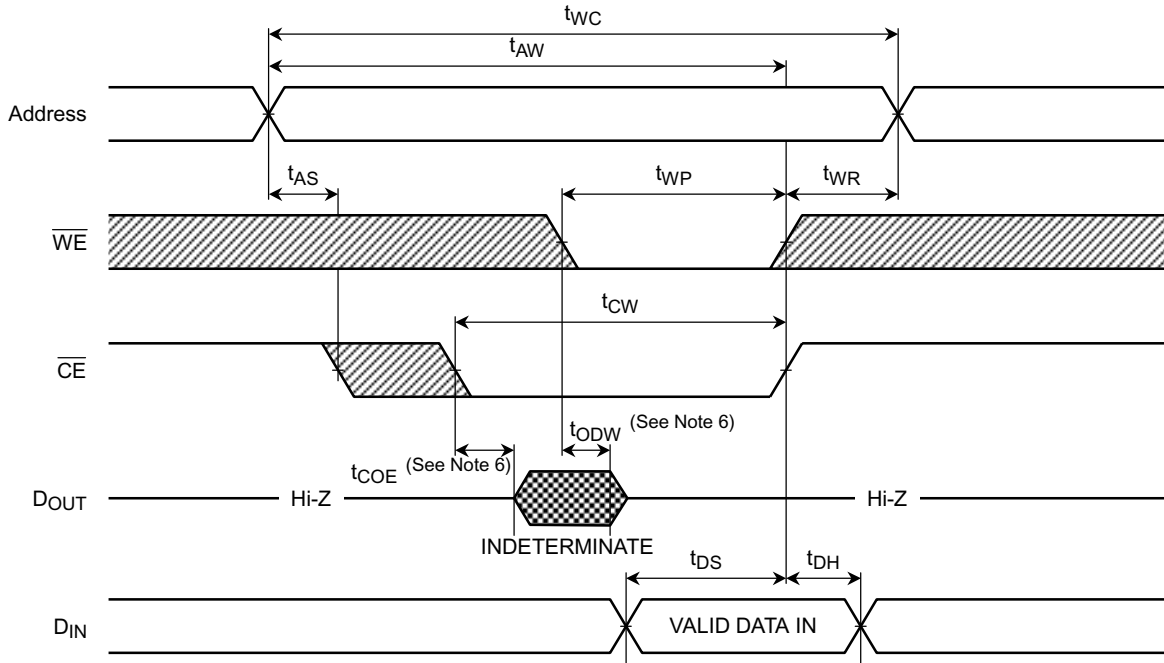 tWC
tAW
Address
tAS
tWP
tWR
WE
tCW
CE
tODW (See Note 6)
tCOE (See Note 6)
DOUT
Hi-Z
Hi-Z
INDETERMINATE
tDS
tDH
DIN
VALID DATA IN